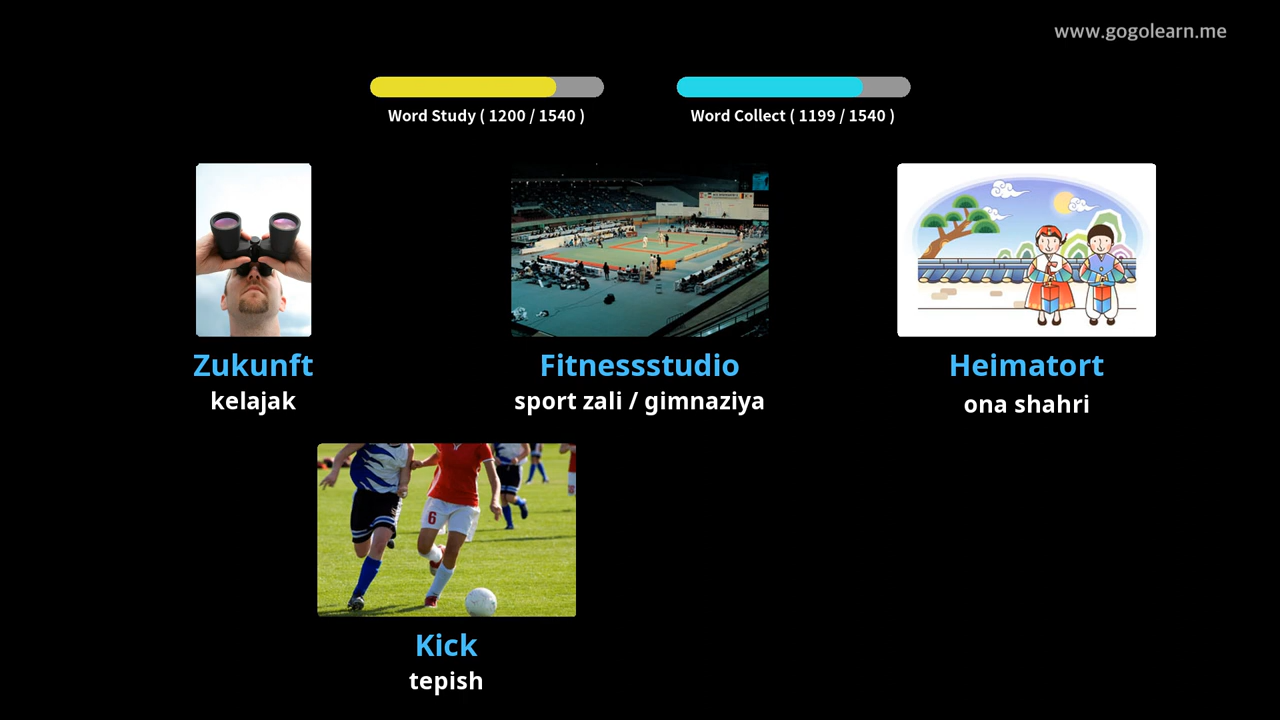 www.gogolearn.me
Word Study ( 1200 / 1540 )
Word Collect ( 1199 / 1540 )
Zukunft
kelajak
Fitnessstudio
sport zali / gimnaziya
Heimatort
ona shahri
6
Kick
tepish